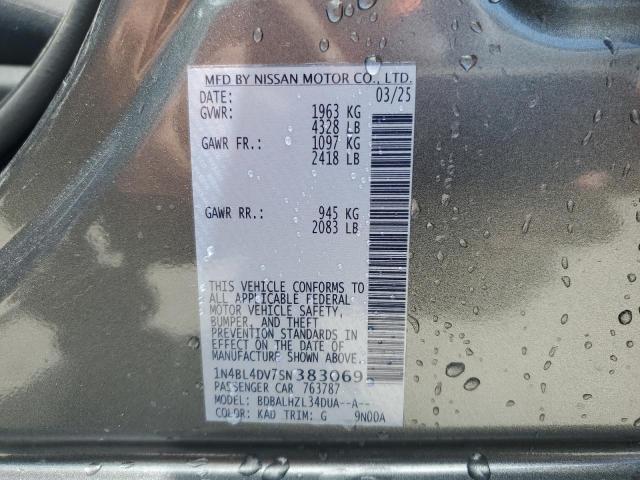 MFD BY NISSAN MOTOR CO., LTD.
DATE: 03/25
GVWR: 1963 KG
4328 LB
GAWR FR.: 1097 KG
2418 LB
GAWR RR.: 945 KG
2083 LB
THIS VEHICLE CONFORMS TO
ALL APPLICABLE FEDERAL
MOTOR VEHICLE SAFETY,
BUMPER, AND THEFT
PREVENTION STANDARDS IN
EFFECT ON THE DATE OF
MANUFACTURE SHOWN ABOVE.
1N4BL4DV7SN383069
PASSENGER CAR 763787
MODEL: BDBALHZL34DUA--A--
COLOR: KAD TRIM: G 9N00A